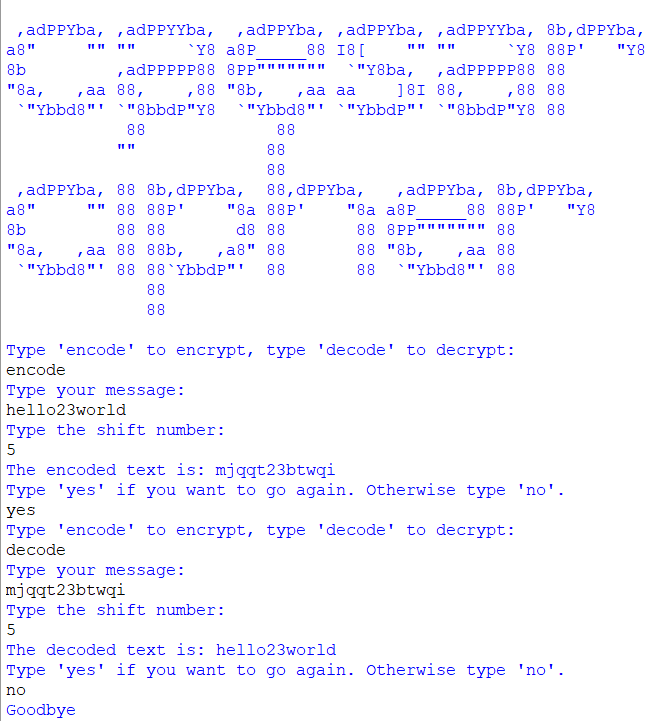 ,adPPYba, ,adPPYYba,  ,adPPYba, ,adPPYba, ,adPPYYba, 8b,dPPYba,
a8"     "" ""     `Y8 a8P_____88 I8[    "" ""     `Y8 88P'   "Y8
8b         ,adPPPPP88 8PP"""""""  `"Y8ba,  ,adPPPPP88 88
"8a,   ,aa 88,    ,88 "8b,   ,aa aa    ]8I 88,    ,88 88
 `"Ybbd8"' `"8bbdP"Y8  `"Ybbd8"' `"YbbdP"' `"8bbdP"Y8 88
            88             88
           ""             88
                          88
 ,adPPYba, 88 8b,dPPYba,  88,dPPYba,   ,adPPYba, 8b,dPPYba,
a8"     "" 88 88P'    "8a 88P'    "8a a8P_____88 88P'   "Y8
8b         88 88       d8 88       88 8PP""""""" 88
"8a,   ,aa 88 88b,   ,a8" 88       88 "8b,   ,aa 88
 `"Ybbd8"' 88 88`YbbdP"'  88       88  `"Ybbd8"' 88
              88
              88
Type 'encode' to encrypt, type 'decode' to decrypt:
encode
Type your message:
hello23world
Type the shift number:
5
The encoded text is: mjqqt23btwqi
Type 'yes' if you want to go again. Otherwise type 'no'.
yes
Type 'encode' to encrypt, type 'decode' to decrypt:
decode
Type your message:
mjqqt23btwqi
Type the shift number:
5
The decoded text is: hello23world
Type 'yes' if you want to go again. Otherwise type 'no'.
no
Goodbye